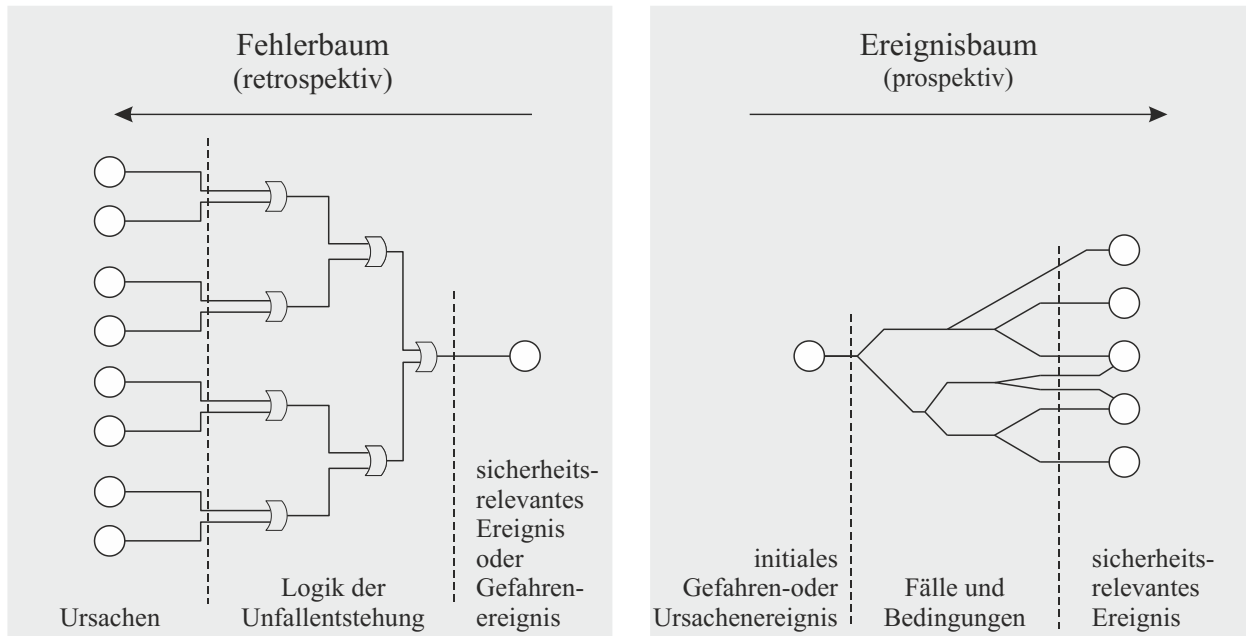 Fehlerbaum
(retrospektiv)
Ursachen
Logik der
Unfallentstehung
sicherheits-
relevantes
Ereignis
oder
Gefahren-
ereignis
Ereignisbaum
(prospektiv)
initiales
Gefahren-oder
Ursachenereignis
Fälle und
Bedingungen
sicherheits-
relevantes
Ereignis